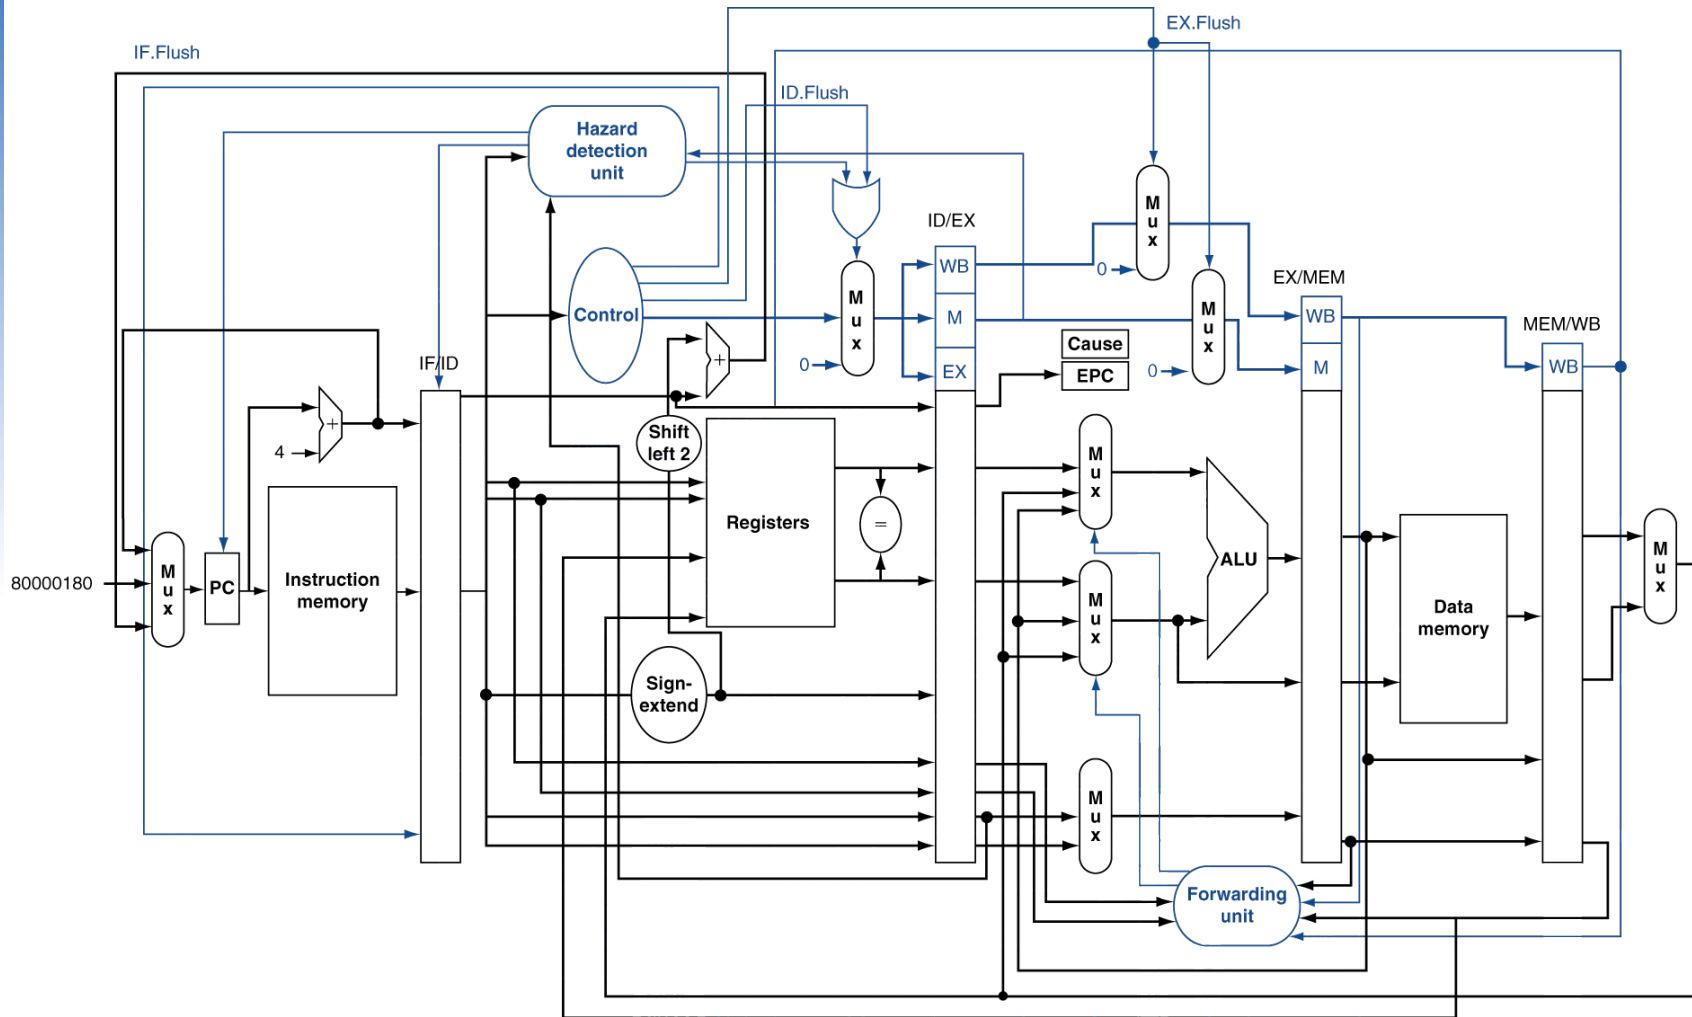 EX.Flush
IF.Flush
ID.Flush
Hazard
detection
unit
M
u
x
ID/EX
0
WB
Control
M
u
x
M
0
EX
M
u
x
0
Cause
EPC
EX/MEM
WB
M
MEM/WB
WB
IF/ID
+
+
4
Shift
left 2
M
u
x
Registers
=
ALU
80000180
M
u
x
PC
Instruction
memory
M
u
x
Data
memory
M
u
x
Sign-
extend
M
u
x
Forwarding
unit